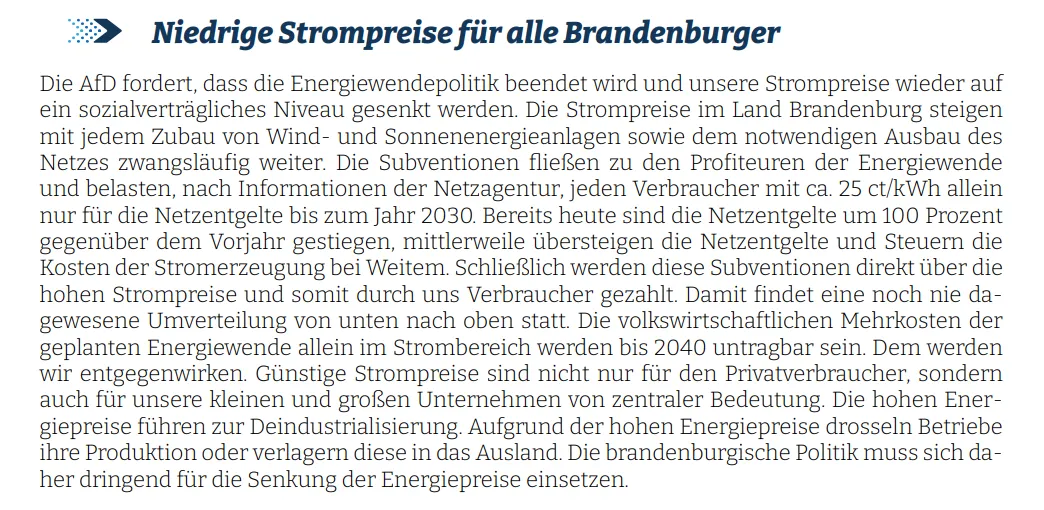 Niedrige Strompreise für alle Brandenburger
Die AfD fordert, dass die Energiewendepolitik beendet wird und unsere Strompreise wieder auf
ein sozialverträgliches Niveau gesenkt werden. Die Strompreise im Land Brandenburg steigen
mit jedem Zubau von Wind- und Sonnenenergieanlagen sowie dem notwendigen Ausbau des
Netzes zwangsläufig weiter. Die Subventionen fließen zu den Profiteuren der Energiewende
und belasten, nach Informationen der Netzagentur, jeden Verbraucher mit ca. 25 ct/kWh allein
nur für die Netzentgelte bis zum Jahr 2030. Bereits heute sind die Netzentgelte um 100 Prozent
gegenüber dem Vorjahr gestiegen, mittlerweile übersteigen die Netzentgelte und Steuern die
Kosten der Stromerzeugung bei Weitem. Schließlich werden diese Subventionen direkt über die
hohen Strompreise und somit durch uns Verbraucher gezahlt. Damit findet eine noch nie da-
gewesene Umverteilung von unten nach oben statt. Die volkswirtschaftlichen Mehrkosten der
geplanten Energiewende allein im Strombereich werden bis 2040 untragbar sein. Dem werden
wir entgegenwirken. Günstige Strompreise sind nicht nur für den Privatverbraucher, sondern
auch für unsere kleinen und großen Unternehmen von zentraler Bedeutung. Die hohen Ener-
giepreise führen zur Deindustrialisierung. Aufgrund der hohen Energiepreise drosseln Betriebe
ihre Produktion oder verlagern diese in das Ausland. Die brandenburgische Politik muss sich da-
her dringend für die Senkung der Energiepreise einsetzen.